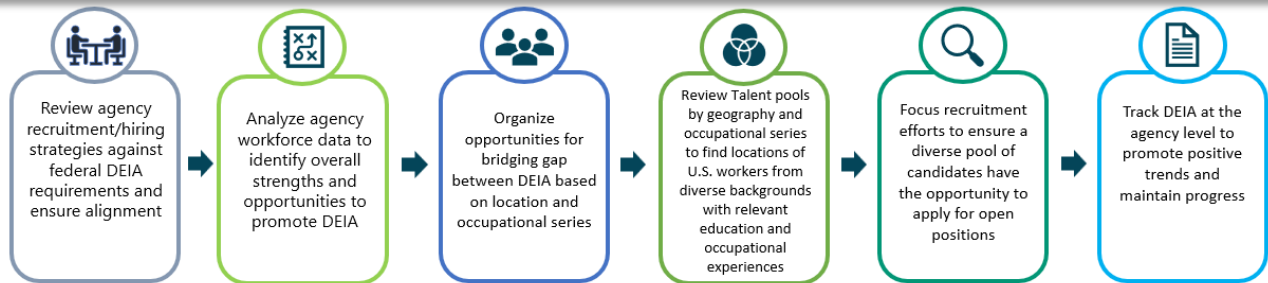 Review agency
recruitment/hiring
strategies against
federal DEIA
requirements and
ensure alignment
Analyze agency
workforce data to
identify overall
strengths and
opportunities to
promote DEIA
Organize
opportunities for
bridging gap
between DEIA based
on location and
occupational series
Review Talent pools
by geography and
occupational series
to find locations of
U.S. workers from
diverse backgrounds
with relevant
education and
occupational
experiences
Focus recruitment
efforts to ensure a
diverse pool of
candidates have
the opportunity to
apply for open
positions
Track DEIA at the
agency level to
promote positive
trends and
maintain progress